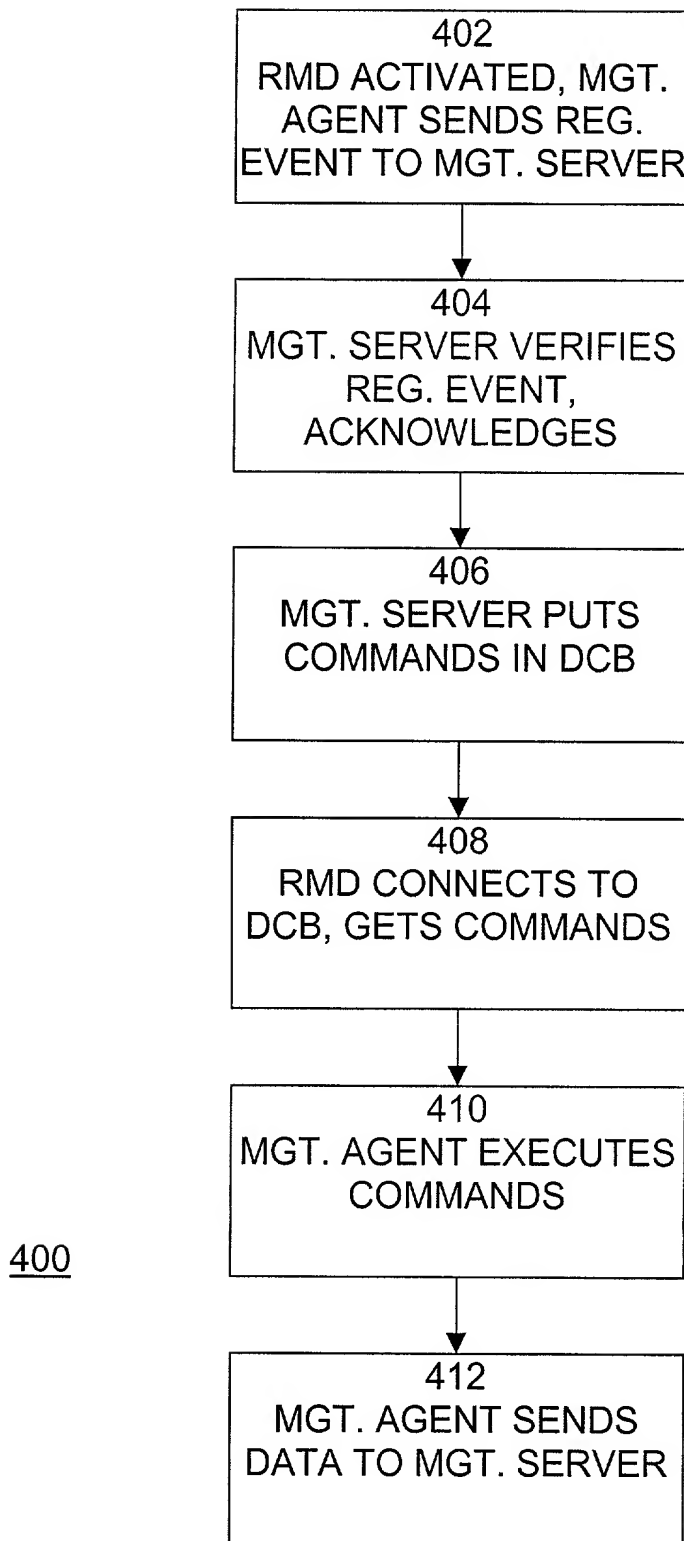 402
RMD ACTIVATED, MGT.
AGENT SENDS REG.
EVENT TO MGT. SERVER
404
MGT. SERVER VERIFIES
REG. EVENT,
ACKNOWLEDGES
406
MGT. SERVER PUTS
COMMANDS IN DCB
408
RMD CONNECTS TO
DCB, GETS COMMANDS
410
MGT. AGENT EXECUTES
COMMANDS
400
412
MGT. AGENT SENDS
DATA TO MGT. SERVER